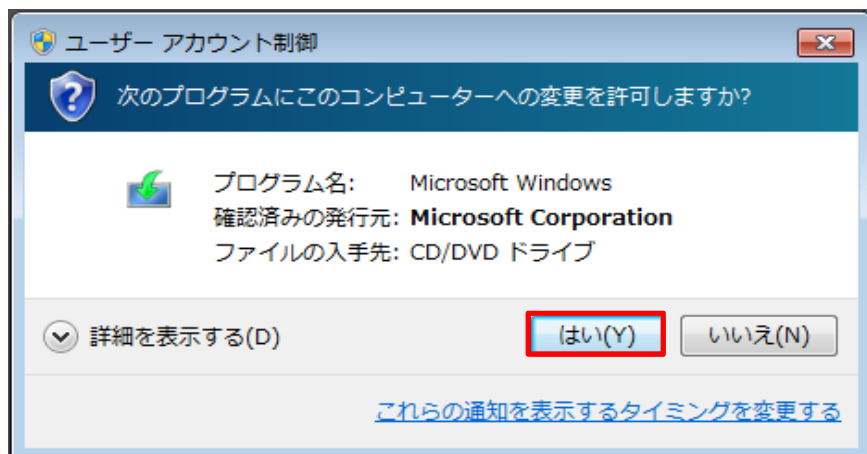 ユーザー アカウント制御
次のプログラムにこのコンピューターへの変更を許可しますか?
プログラム名: Microsoft Windows
確認済みの発行元: Microsoft Corporation
ファイルの入手先: CD/DVD ドライブ
詳細を表示する(D) はい(Y) いいえ(N)
これらの通知を表示するタイミングを変更する